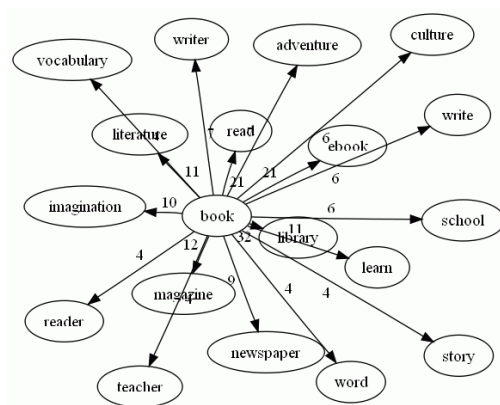 writer
adventure
culture
vocabulary
write
literature
read
ebook
7
6
11
21
21
6
imagination
10
book
6
school
12
32
11
library
4
learn
magazine
9
4
4
reader
newspaper
story
teacher
word